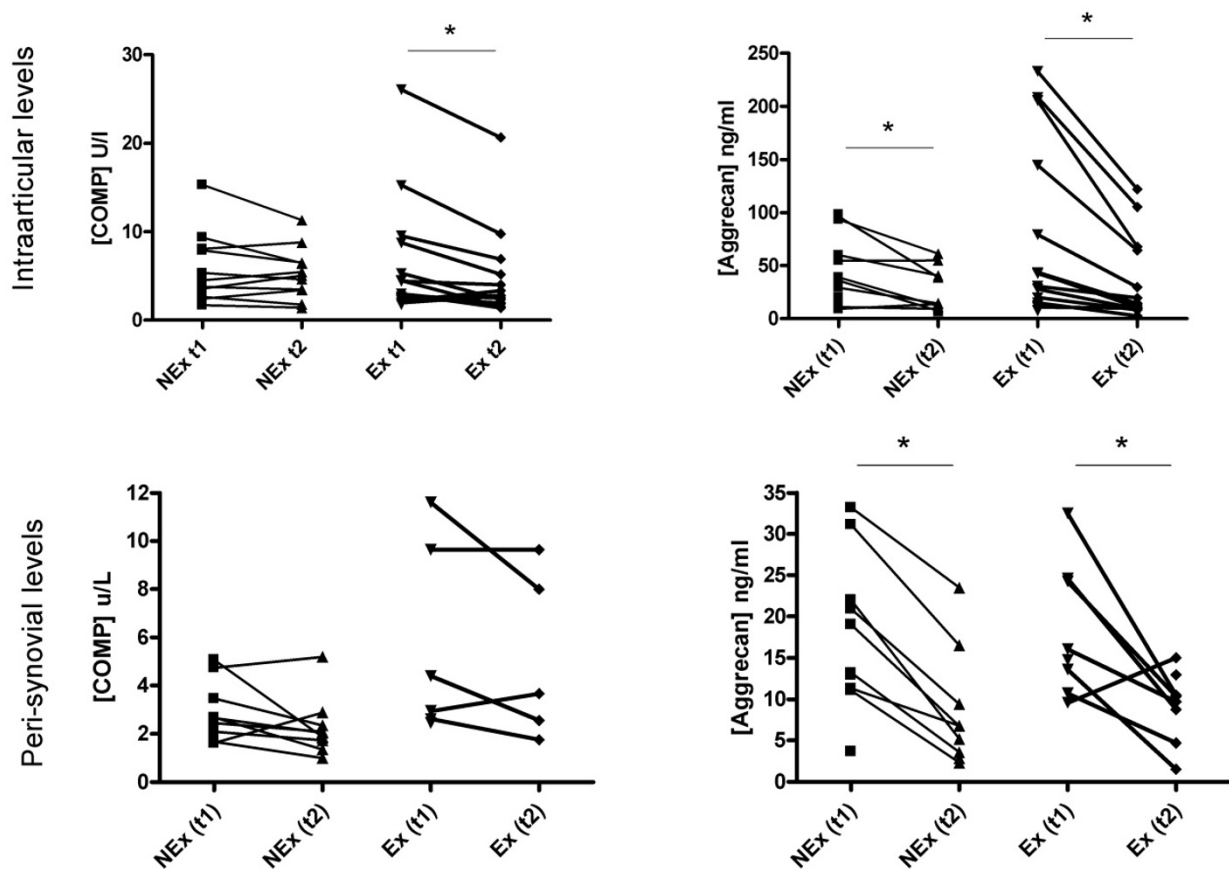 Intraarticular levels
[COMP] U/l
30
20
10
0
*
NEx t1
NEx t2
Ex t1
Ex t2
[Aggrecan] ng/ml
250
200
150
100
50
0
*
*
NEx (t1)
NEx (t2)
Ex (t1)
Ex (t2)
Peri-synovial levels
[COMP] u/L
12
10
8
6
4
2
0
NEx (t1)
NEx (t2)
Ex (t1)
Ex (t2)
[Aggrecan] ng/ml
35
30
25
20
15
10
5
0
*
*
NEx (t1)
NEx (t2)
Ex (t1)
Ex (t2)